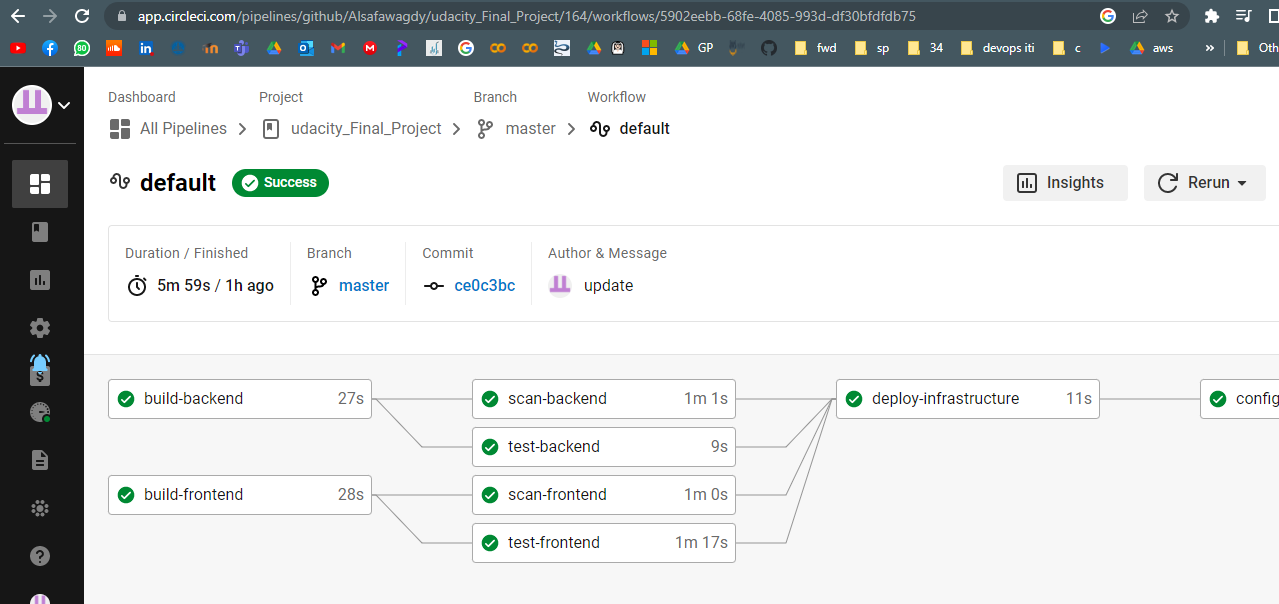 app.circleci.com/pipelines/github/Alsafawagdy/udacity_Final_Project/164/workflows/5902eebb-68fe-4085-993d-df30bfdfdb75
80 in M in M GP fwd sp 34 devops iti c aws » Oth
Dashboard Project Branch Workflow
All Pipelines udacity_Final_Project master default
default Success Insights Rerun
Duration / Finished Branch Commit Author & Message
5m 59s / 1h ago master ce0c3bc update
build-backend 27s scan-backend 1m 1s deploy-infrastructure 11s config
test-backend 9s
build-frontend 28s scan-frontend 1m 0s
test-frontend 1m 17s